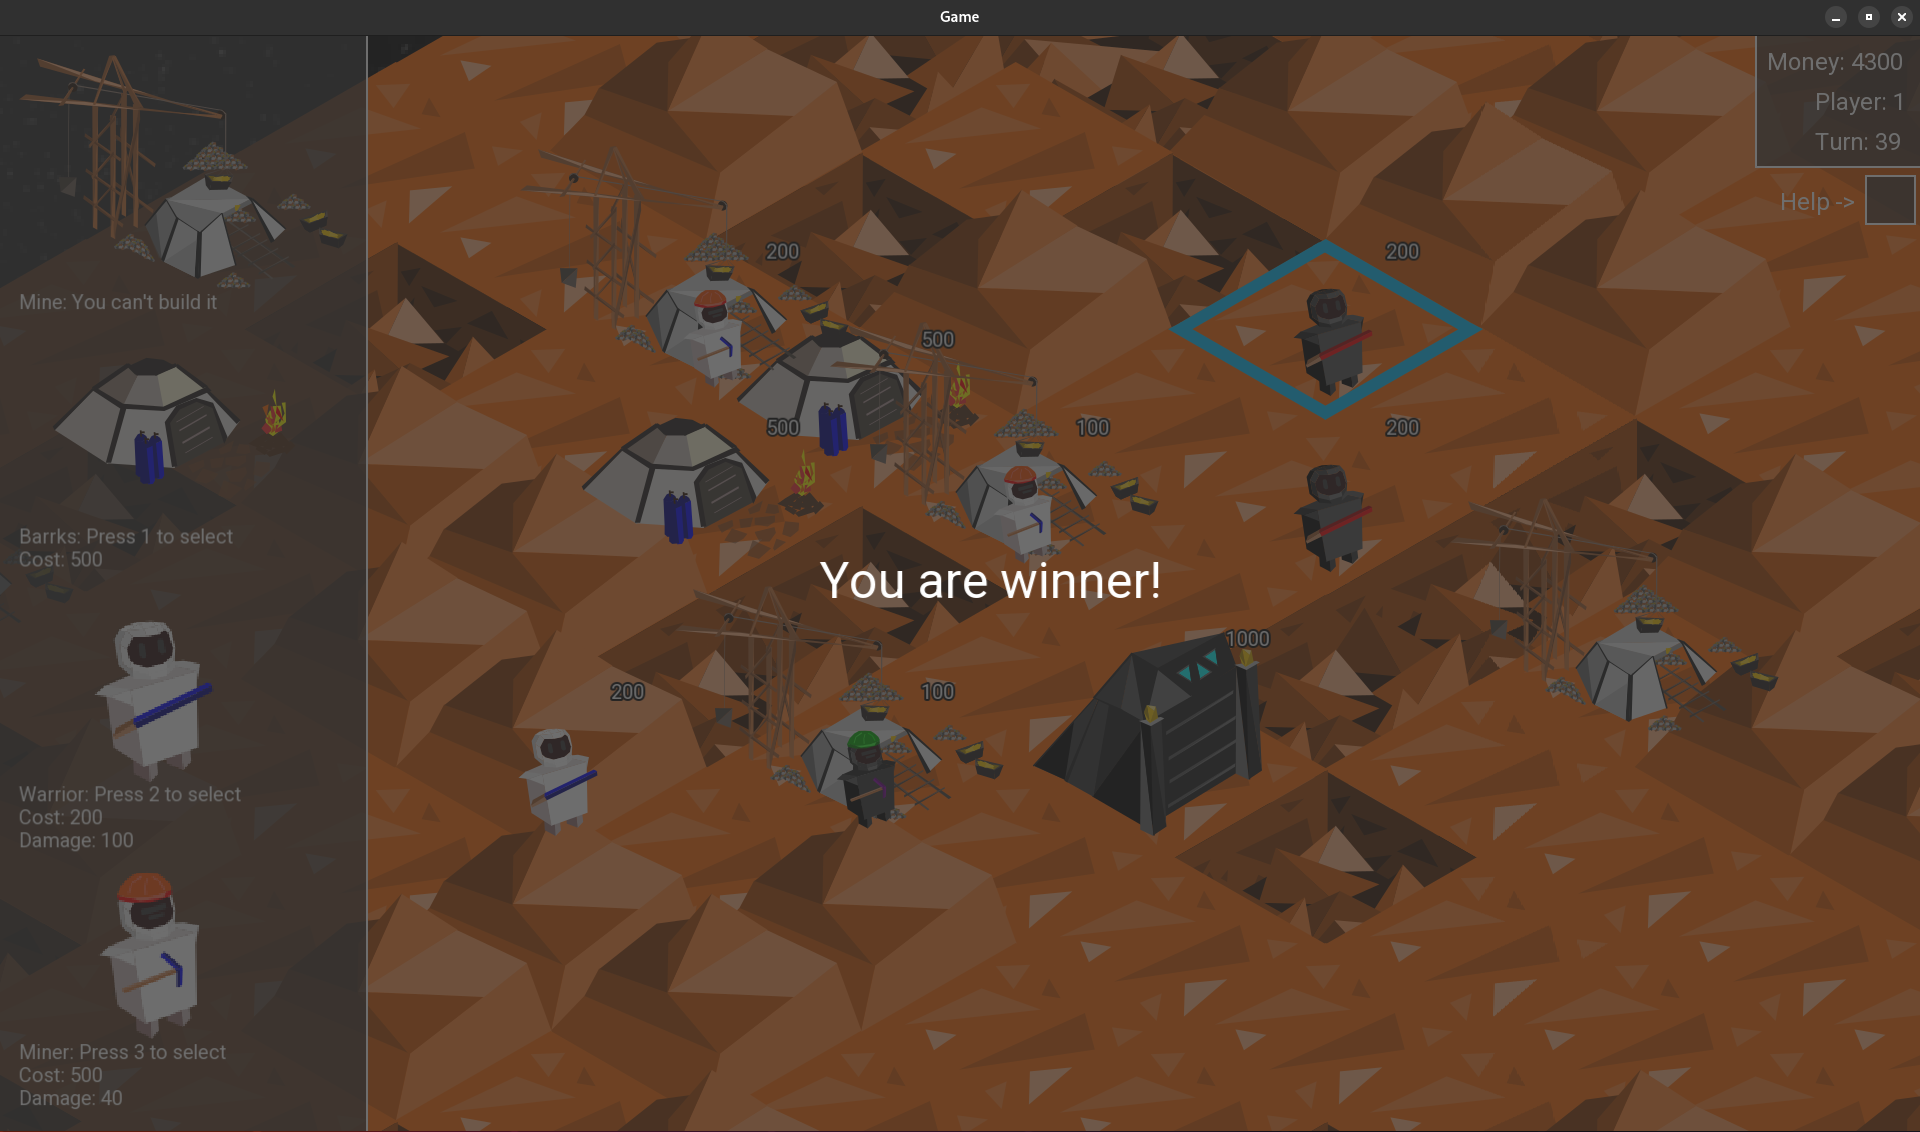 Game
Money: 4300
Player: 1
Turn: 39
Help ->
Mine: You can't build it
Barrks: Press 1 to select
Cost: 500
Warrior: Press 2 to select
Cost: 200
Damage: 100
Miner: Press 3 to select
Cost: 500
Damage: 40
200
200
500
500
100
200
You are winner!
1000
200
100